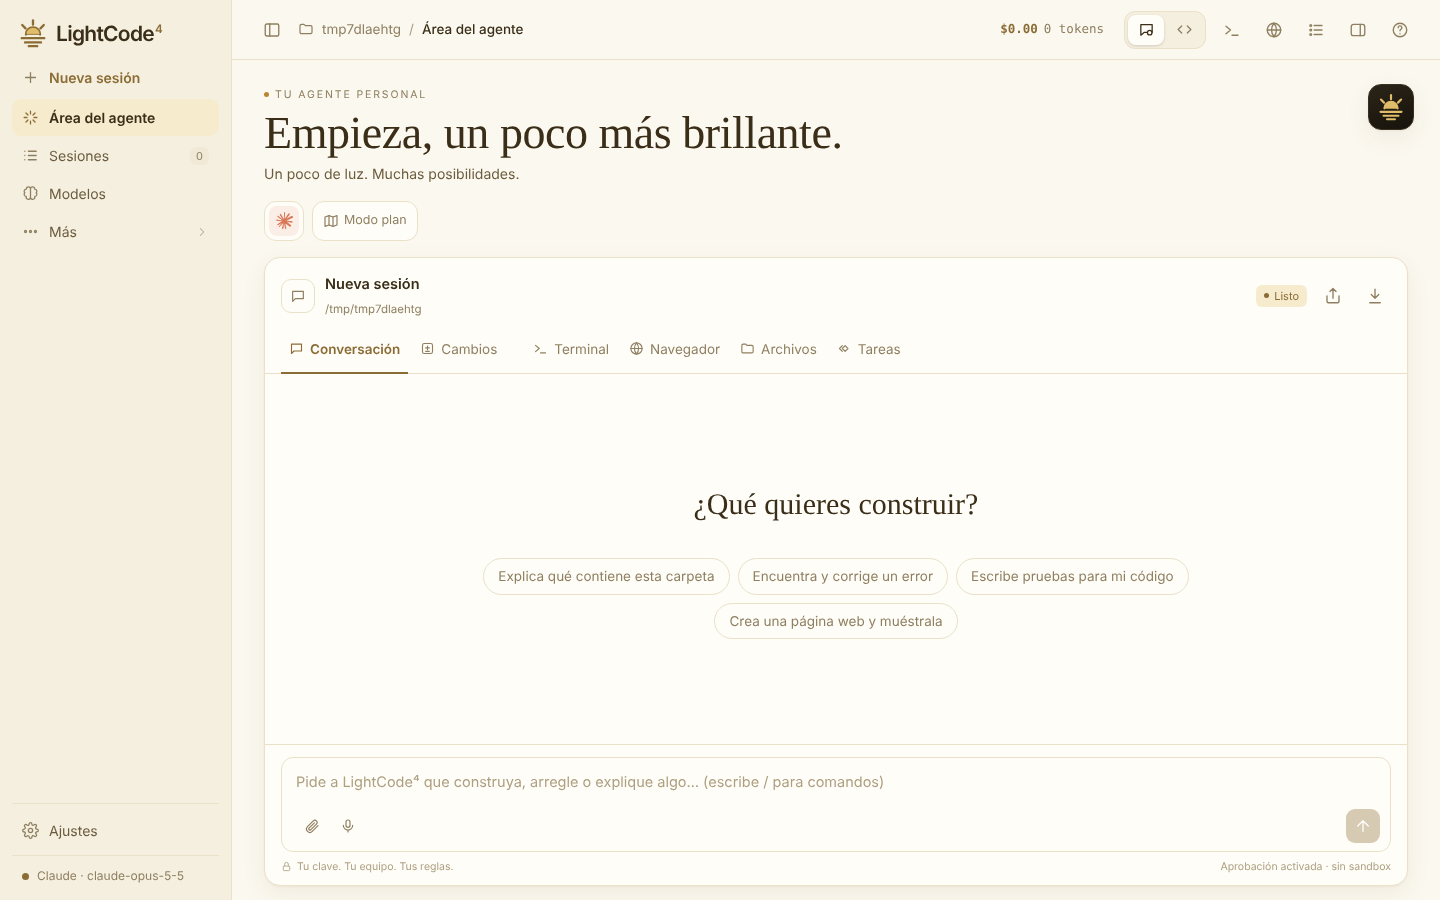 LightCode⁴
Nueva sesión
Área del agente
Sesiones 0
Modelos
Más
Ajustes
Claude · claude-opus-5-5
tmp7dlaehtg / Área del agente
$0.00 0 tokens
TU AGENTE PERSONAL
Empieza, un poco más brillante.
Un poco de luz. Muchas posibilidades.
Modo plan
Nueva sesión
/tmp/tmp7dlaehtg
Listo
Conversación Cambios Terminal Navegador Archivos Tareas
¿Qué quieres construir?
Explica qué contiene esta carpeta Encuentra y corrige un error Escribe pruebas para mi código
Crea una página web y muéstrala
Pide a LightCode⁴ que construya, arregle o explique algo... (escribe / para comandos)
Tu clave. Tu equipo. Tus reglas.
Aprobación activada · sin sandbox